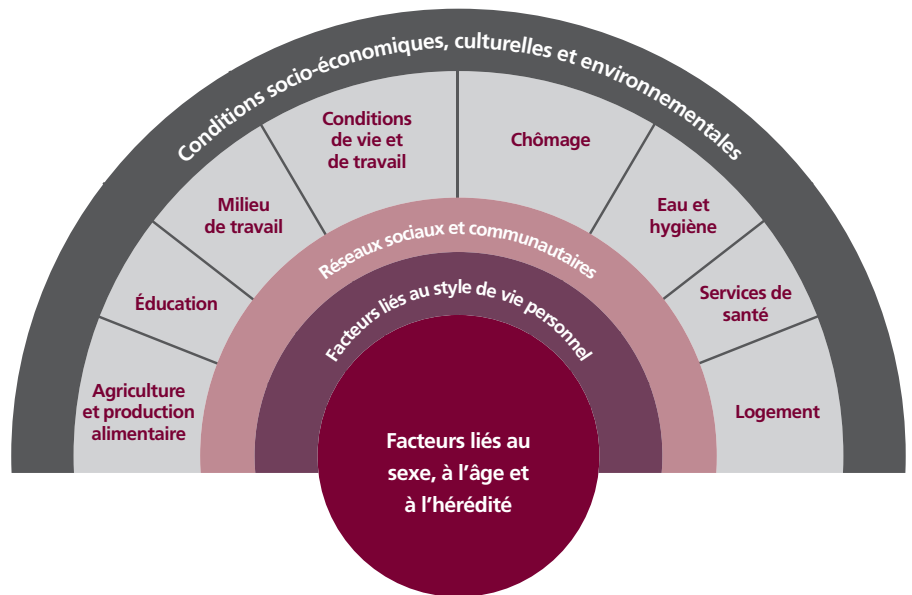 Conditions socio-économiques, culturelles et environnementales
Conditions
de vie et
de travail
Chômage
Milieu
de travail
Eau et
hygiène
Éducation
Services de
santé
Agriculture
et production
alimentaire
Logement
Réseaux sociaux et communautaires
Facteurs liés au style de vie personnel
Facteurs liés au
sexe, à l’âge et
à l’hérédité